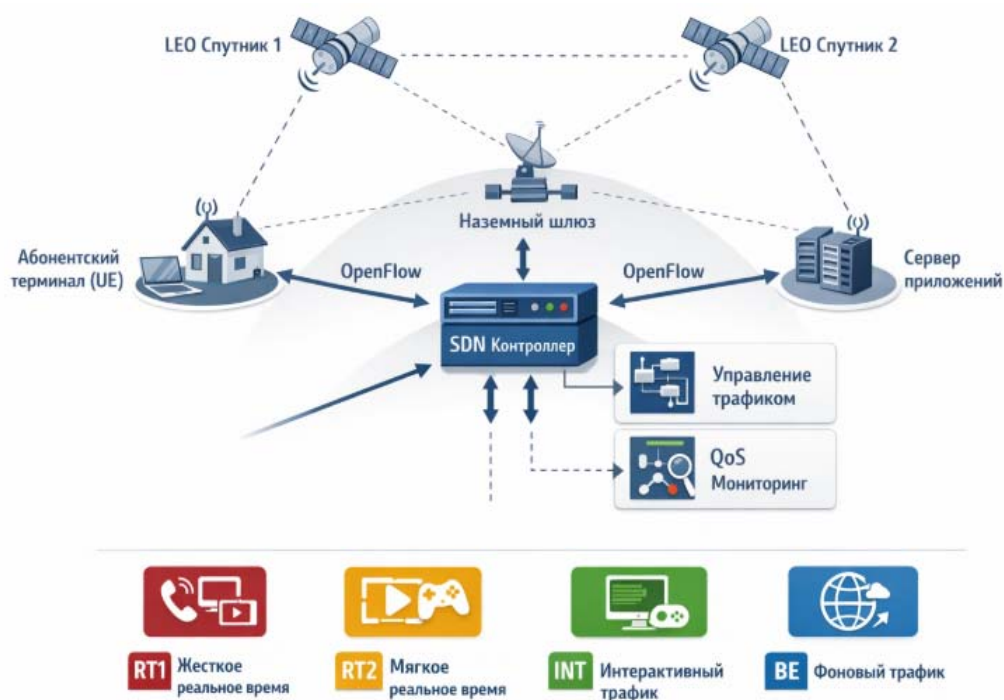 LEO Спутник 1
LEO Спутник 2
Наземный шлюз
Абонентский
терминал (UE)
OpenFlow
OpenFlow
Сервер
приложений
SDN Контроллер
Управление
трафиком
QoS
Мониторинг
RT1 Жесткое
реальное время
RT2 Мягкое
реальное время
INT Интерактивный
трафик
BE Фоновый трафик